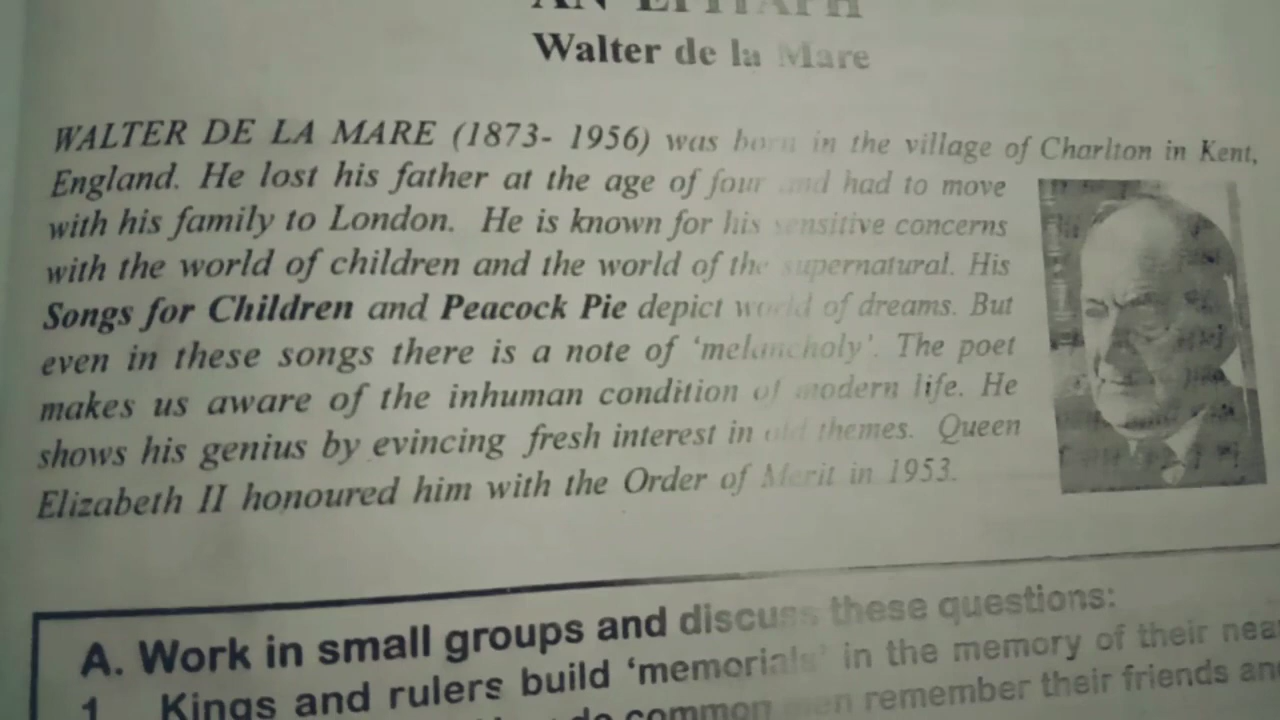 AN EPITAPH
Walter de la Mare
WALTER DE LA MARE (1873- 1956) was born in the village of Charlton in Kent,
England. He lost his father at the age of four and had to move
with his family to London. He is known for his sensitive concerns
with the world of children and the world of the supernatural. His
Songs for Children and Peacock Pie depict world of dreams. But
even in these songs there is a note of 'melancholy'. The poet
makes us aware of the inhuman condition of modern life. He
shows his genius by evincing fresh interest in old themes. Queen
Elizabeth II honoured him with the Order of Merit in 1953.
A. Work in small groups and discuss these questions:
1 Kings and rulers build 'memorials' in the memory of their
do common men remember their friends